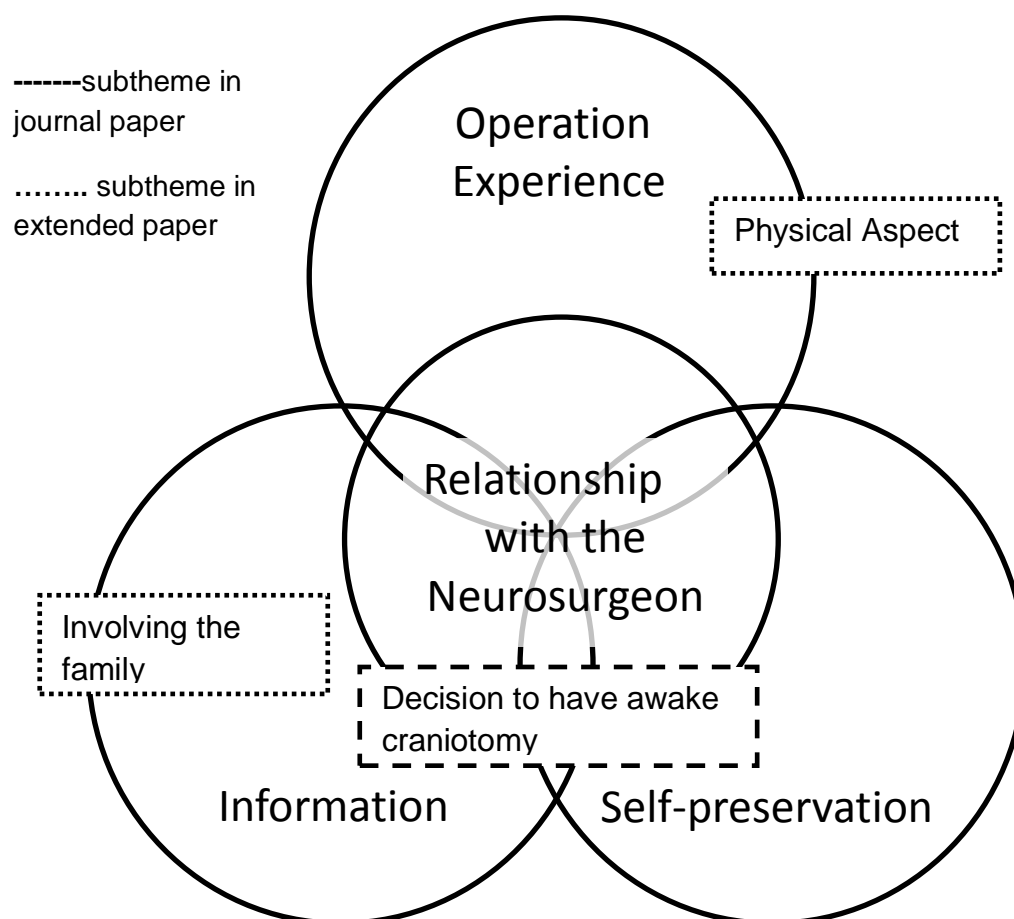 -------subtheme in
journal paper
…….. subtheme in
extended paper
Operation
Experience
Physical Aspect
Relationship
with the
Neurosurgeon
Involving the
family
Decision to have awake
craniotomy
Information
Self-preservation